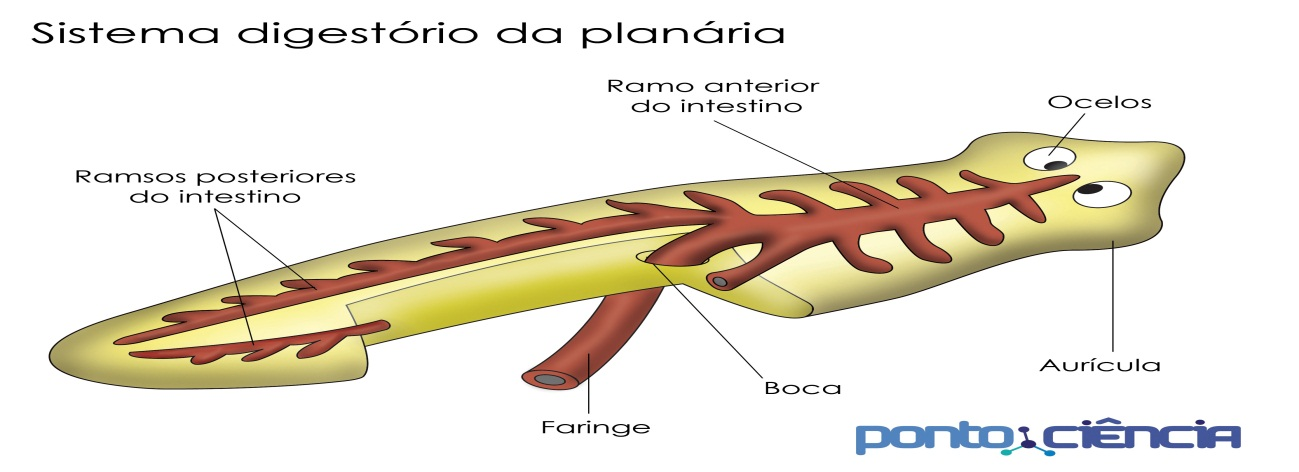 Sistema digestório da planária
Ramo anterior
do intestino
Ocelos
Ramsos posteriores
do intestino
Aurícula
Boca
Faringe
ponto ciência